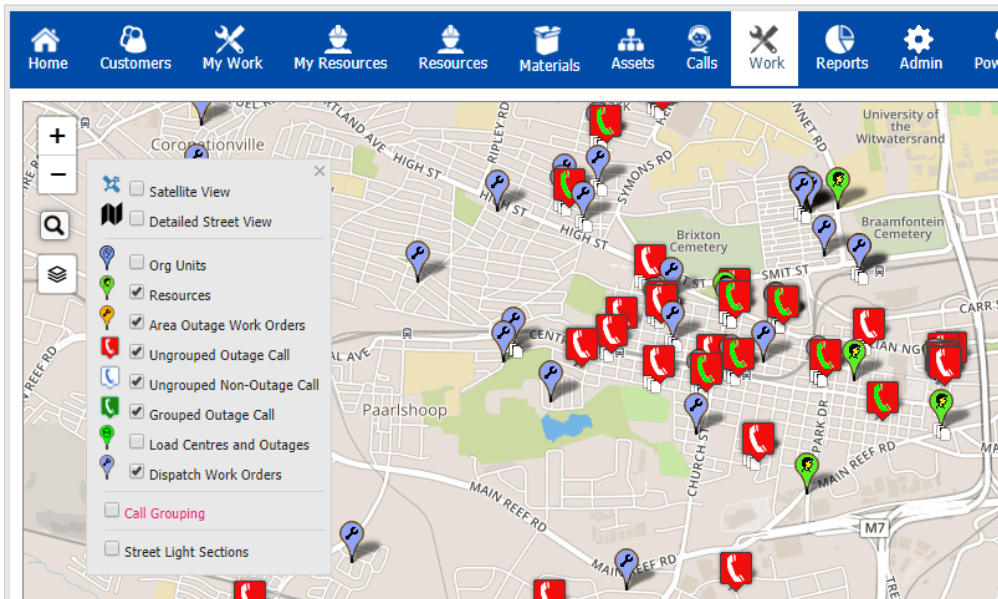 Home
Customers
My Work
My Resources
Resources
Materials
Assets
Calls
Work
Reports
Admin
Pow
+
−
Coronationville
×
Satellite View
Detailed Street View
Org Units
Resources
Area Outage Work Orders
Ungrouped Outage Call
Ungrouped Non-Outage Call
Grouped Outage Call
Load Centres and Outages
Dispatch Work Orders
Call Grouping
Street Light Sections
RIPLEY RD
HIGH ST
HIGH ST
HIGH ST
SYMONS RD
University of
the
Witwatersrand
Braamfontein
Cemetery
Brixton
Cemetery
SMIT ST
Paarlshoop
CHURCH ST
PARK DR
MAIN REEF RD
MAIN REEF RD
M7